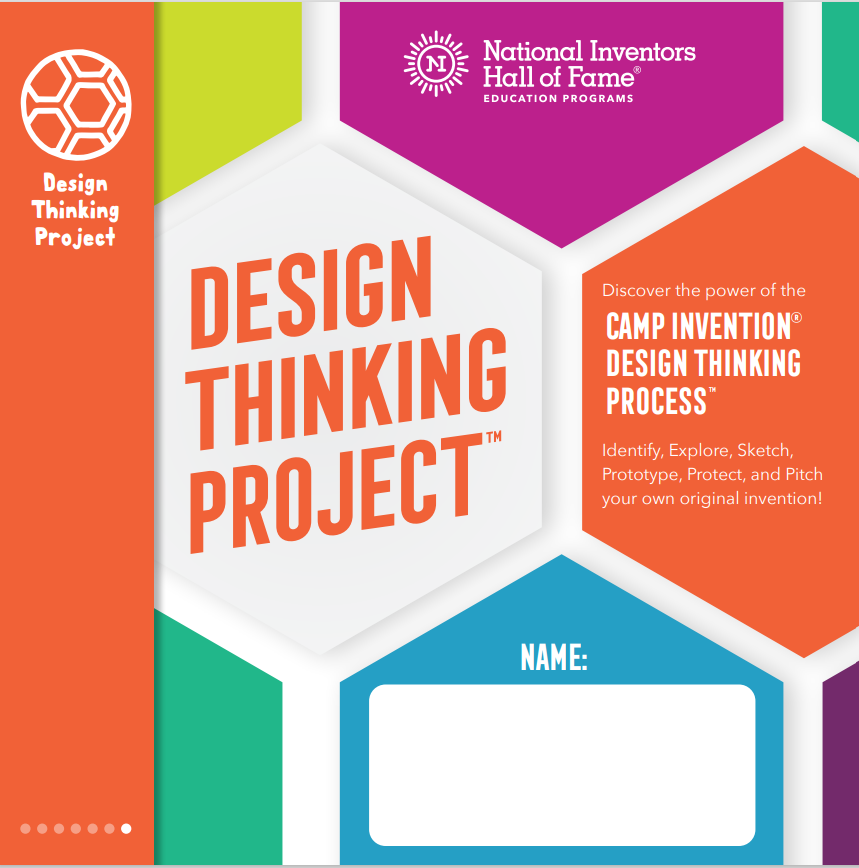 Design
Thinking
Project
National Inventors
Hall of Fame®
EDUCATION PROGRAMS
DESIGN
THINKING
PROJECT™
Discover the power of the
CAMP INVENTION®
DESIGN THINKING
PROCESS™
Identify, Explore, Sketch,
Prototype, Protect, and Pitch
your own original invention!
NAME: